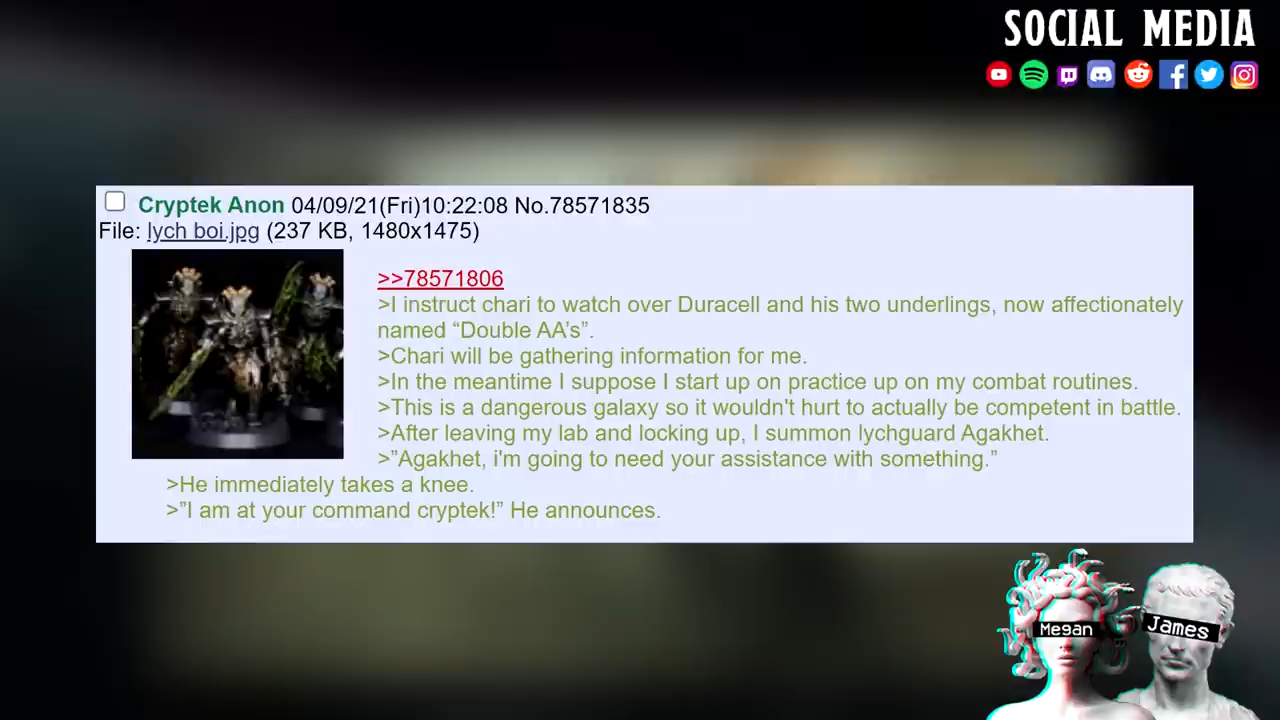 SOCIAL MEDIA
Cryptek Anon 04/09/21(Fri)10:22:08 No.78571835
File: lych boi.jpg (237 KB, 1480x1475)
>>78571806
>I instruct chari to watch over Duracell and his two underlings, now affectionately
named “Double AA’s”.
>Chari will be gathering information for me.
>In the meantime I suppose I start up on practice up on my combat routines.
>This is a dangerous galaxy so it wouldn't hurt to actually be competent in battle.
>After leaving my lab and locking up, I summon lychguard Agakhet.
>”Agakhet, i'm going to need your assistance with something.”
>He immediately takes a knee.
>”I am at your command cryptek!” He announces.
Megan
James